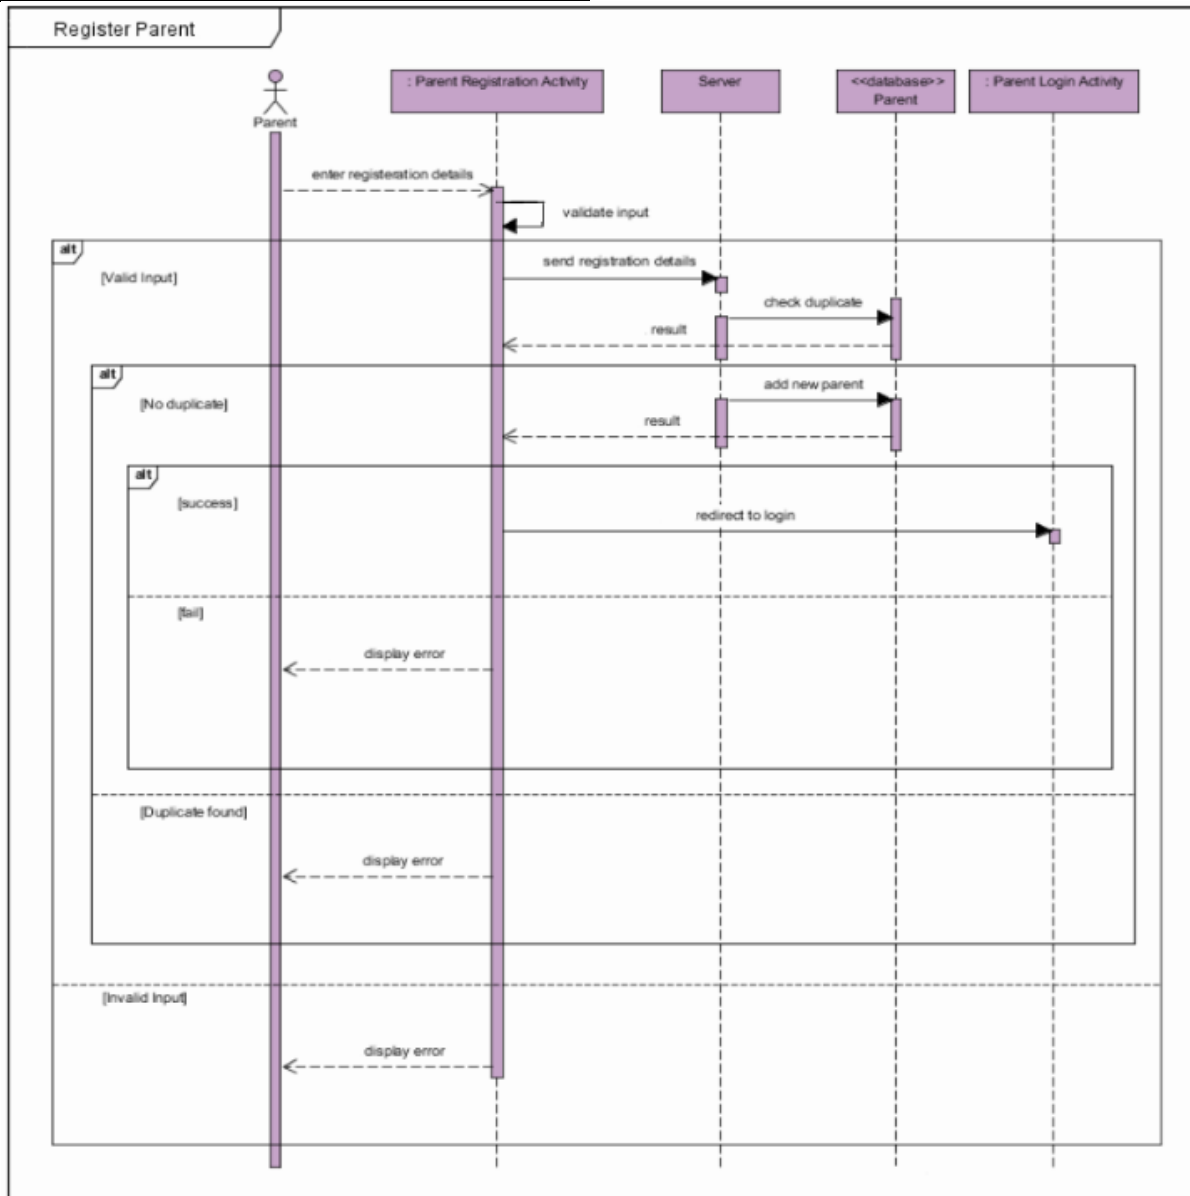 Register Parent
: Parent Registration Activity
Server
<<database>>
Parent
: Parent Login Activity
Parent
enter registeration details
validate input
alt
[Valid Input]
send registration details
check duplicate
result
alt
[No duplicate]
add new parent
result
alt
[success]
redirect to login
[fail]
display error
[Duplicate found]
display error
[Invalid Input]
display error